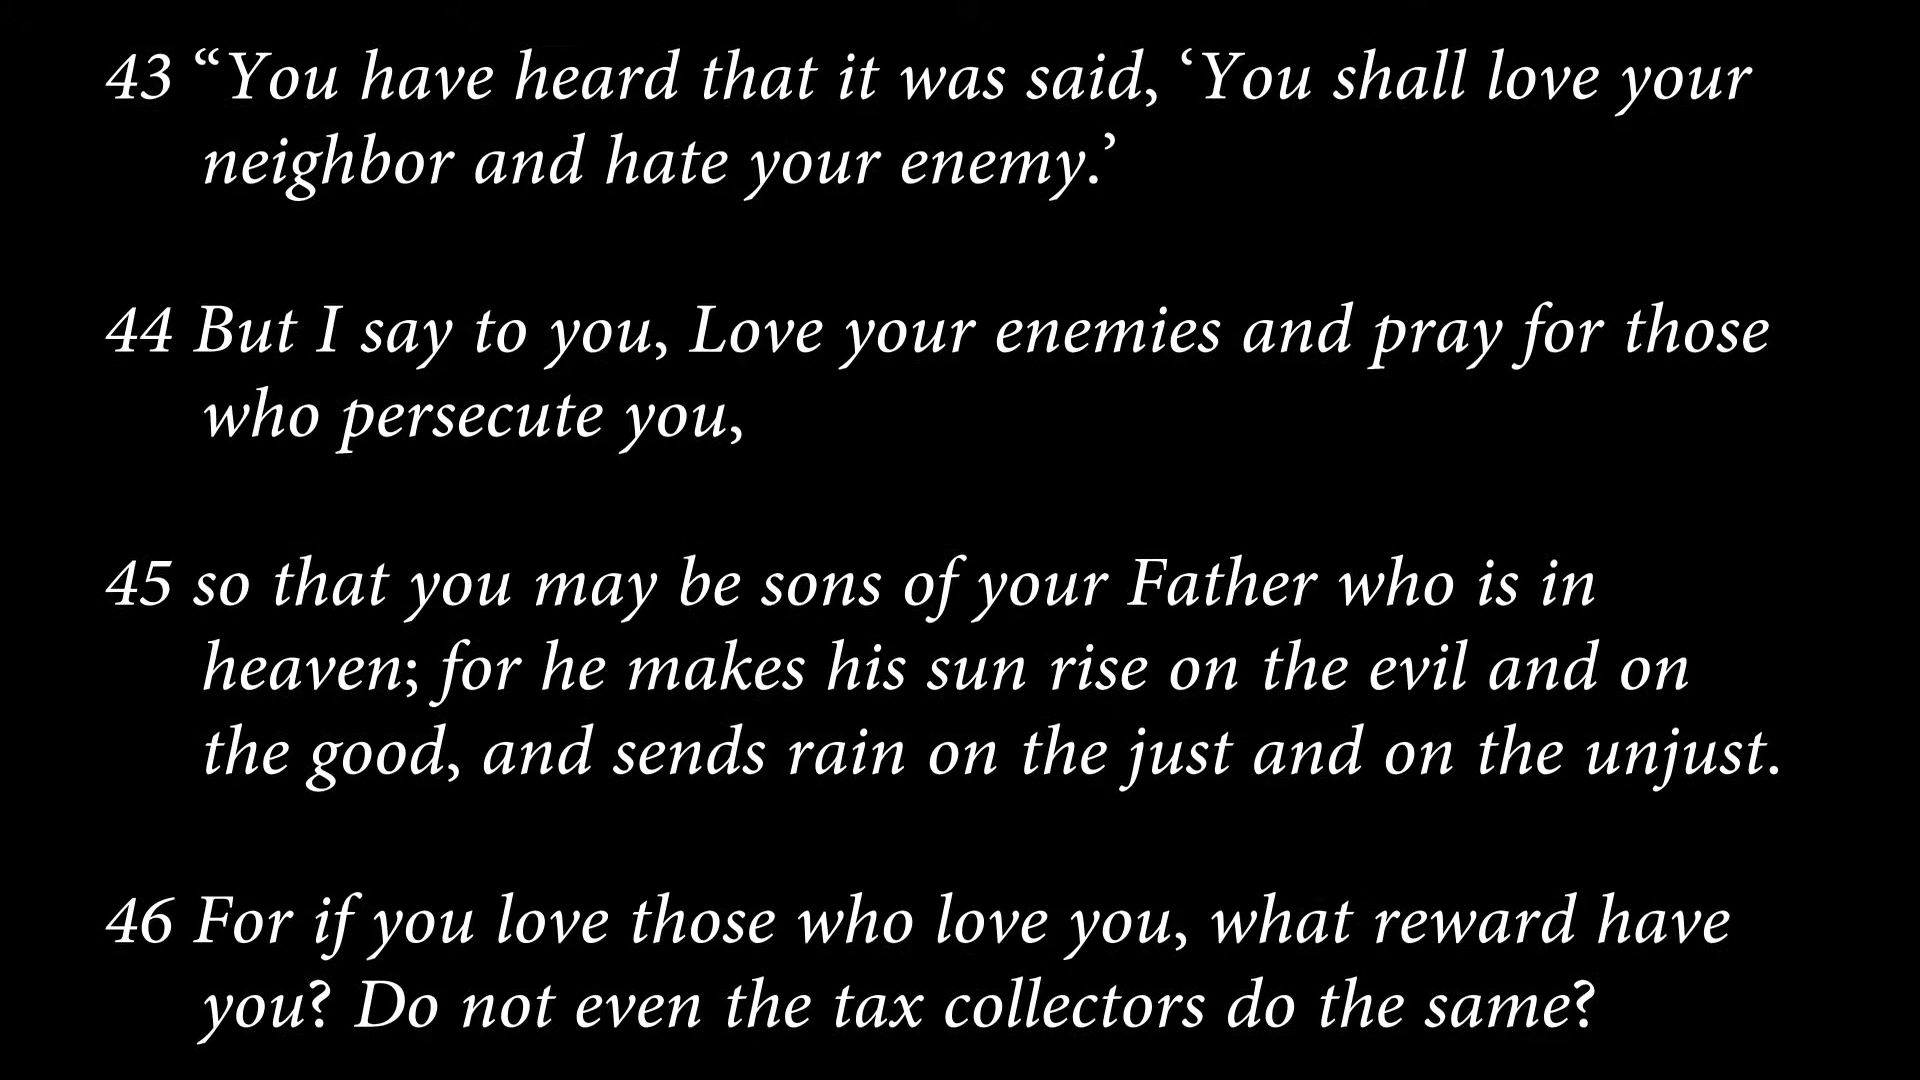 43 “You have heard that it was said, ‘You shall love your
neighbor and hate your enemy.’
44 But I say to you, Love your enemies and pray for those
who persecute you,
45 so that you may be sons of your Father who is in
heaven; for he makes his sun rise on the evil and on
the good, and sends rain on the just and on the unjust.
46 For if you love those who love you, what reward have
you? Do not even the tax collectors do the same?